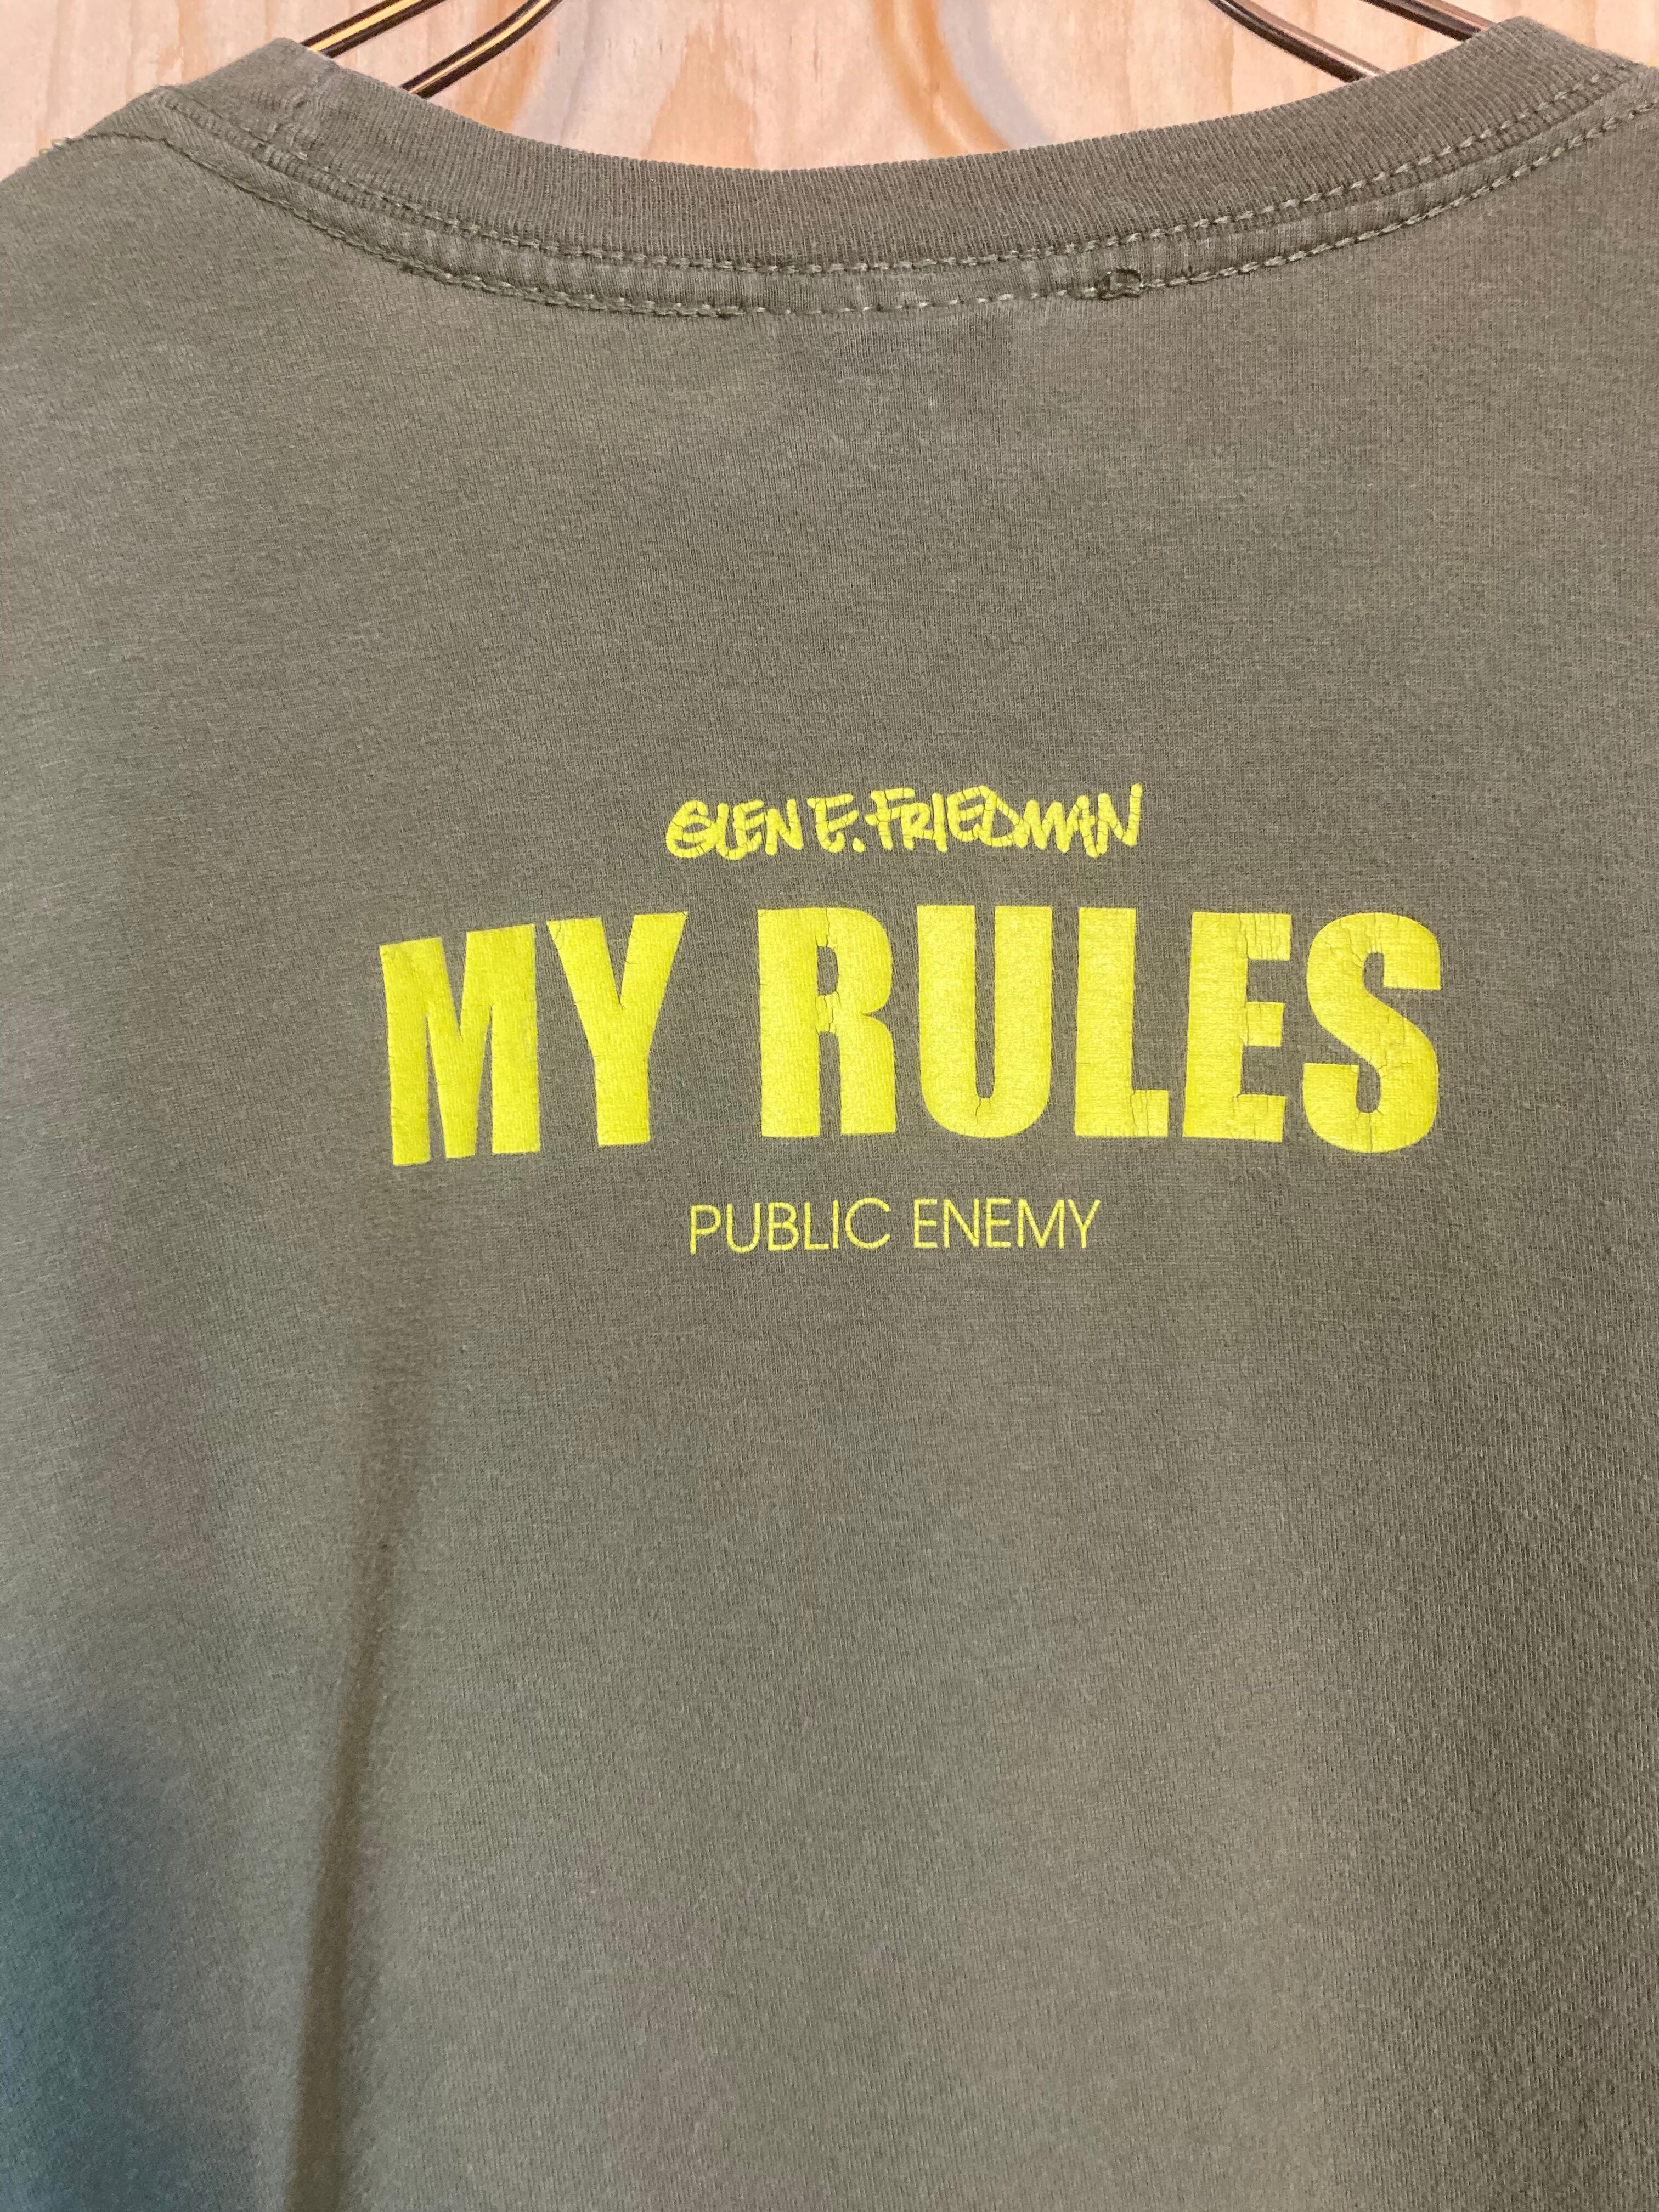 GLEN E. FRIEDMAN
MY RULES
PUBLIC ENEMY